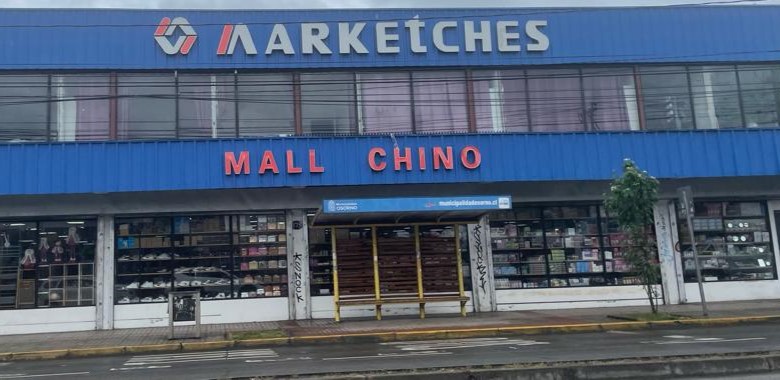 MARKETCHES
MALL CHINO
OSORNO
municipalidadosorno.cl